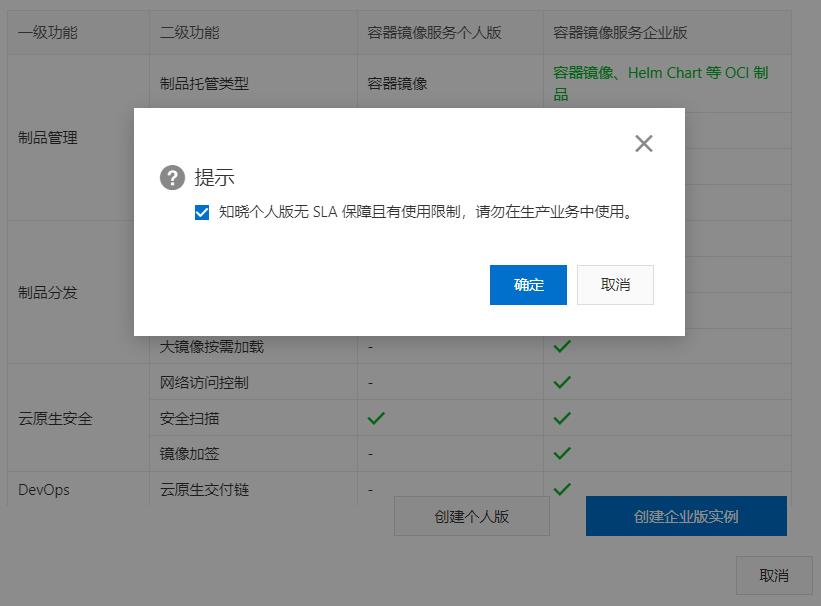 一级功能 二级功能 容器镜像服务个人版 容器镜像服务企业版
制品托管类型 容器镜像 容器镜像、Helm Chart 等 OCI 制
品
制品管理
提示
知晓个人版无 SLA 保障且有使用限制，请勿在生产业务中使用。
确定 取消
制品分发
大镜像按需加载 -
网络访问控制 -
云原生安全 安全扫描
镜像加签 -
DevOps 云原生交付链 -
创建个人版 创建企业版实例
取消